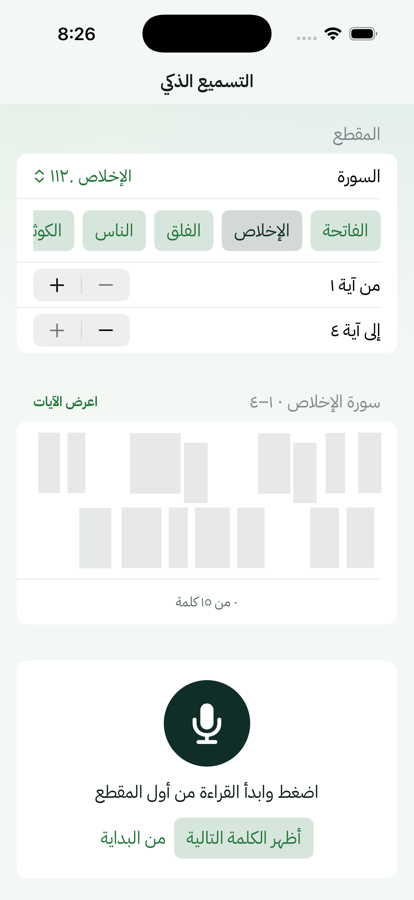 8:26
التسميع الذكي
المقطع
السورة
١١٢. الإخلاص
الفاتحة الإخلاص الفلق الناس الكوث
من آية ١
إلى آية ٤
سورة الإخلاص · ١–٤
اعرض الآيات
٠ من ١٥ كلمة
اضغط وابدأ القراءة من أول المقطع
أظهر الكلمة التالية
من البداية